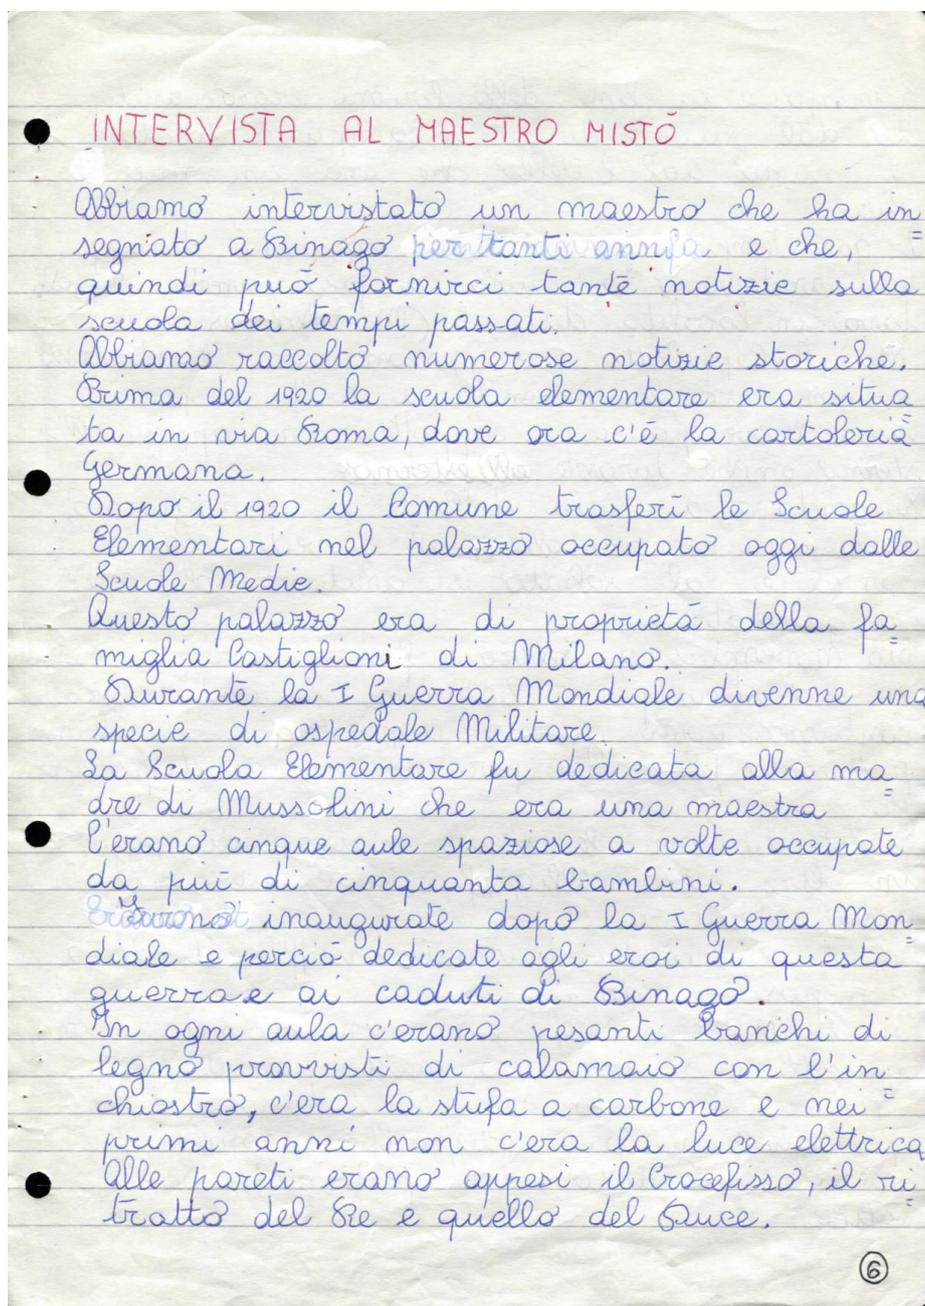 INTERVISTA AL MAESTRO MISTÒ
Abbiamo intervistato un maestro che ha in=
segnato a Binago per tanti anni e che,
quindi può fornirci tante notizie sulla
scuola dei tempi passati.
Abbiamo raccolto numerose notizie storiche.
Prima del 1920 la scuola elementare era situa=
ta in via Roma, dove ora c'è la cartoleria
Germana.
Dopo il 1920 il Comune trasferì le Scuole
Elementari nel palazzo occupato oggi dalle
Scuole Medie.
Questo palazzo era di proprietà della fa=
miglia Castiglioni di Milano.
Durante la I Guerra Mondiale divenne una
specie di ospedale Militare.
La Scuola Elementare fu dedicata alla ma=
dre di Mussolini che era una maestra
C'erano cinque aule spaziose a volte occupate
da più di cinquanta bambini.
inaugurate dopo la I Guerra Mon=
diale e perciò dedicate agli eroi di questa
guerra e ai caduti di Binago.
In ogni aula c'erano pesanti banchi di
legno provvisti di calamaio con l'in=
chiostro, c'era la stufa a carbone e nei
primi anni non c'era la luce elettrica
Alle pareti erano appesi il Crocefisso, il ri=
tratto del Re e quello del Duce.
6